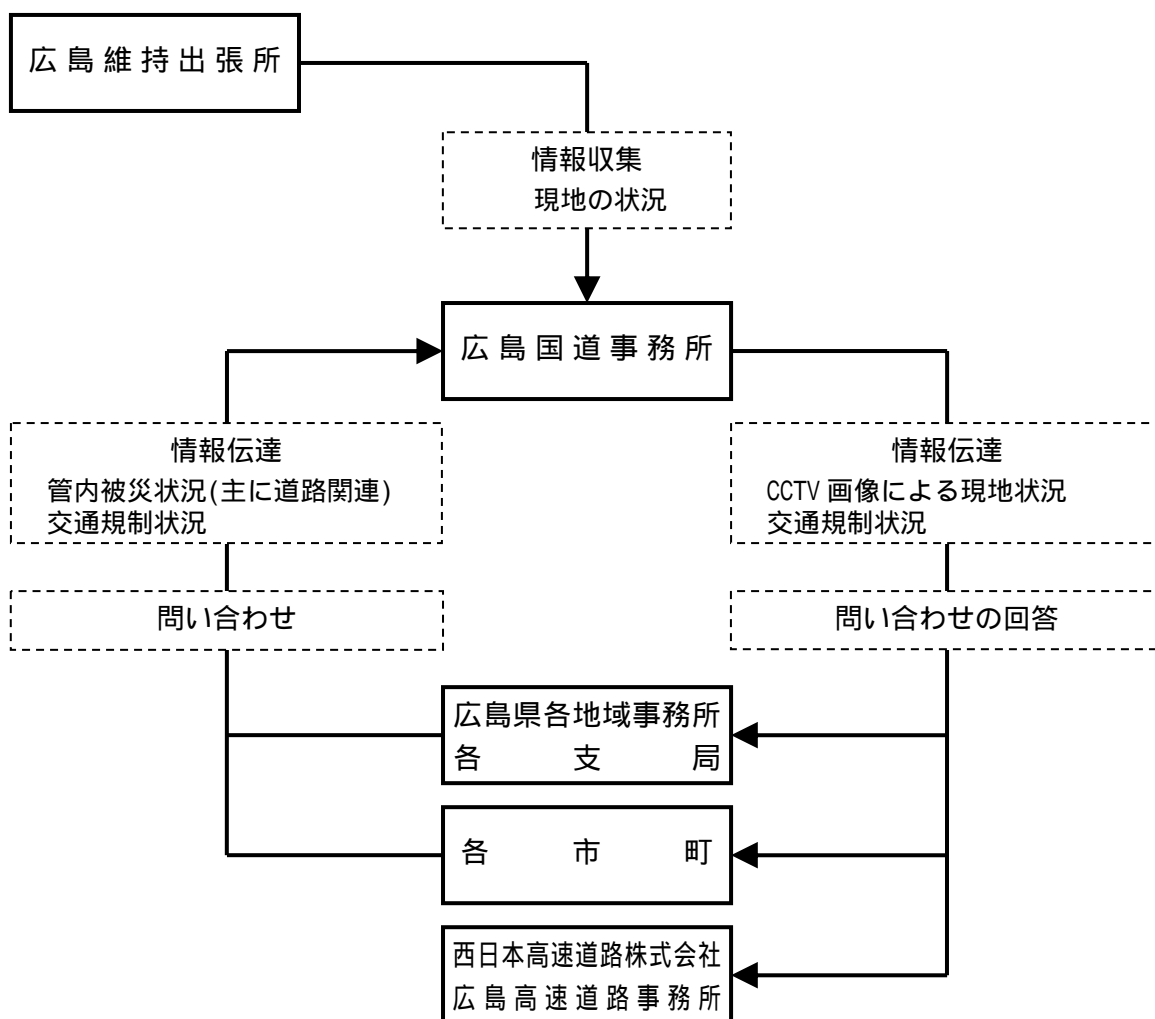 広島維持出張所
情報収集
現地の状況
広島国道事務所
情報伝達
管内被災状況(主に道路関連)
交通規制状況
問い合わせ
情報伝達
CCTV 画像による現地状況
交通規制状況
問い合わせの回答
広島県各地域事務所
各支局
各市町
西日本高速道路株式会社
広島高速道路事務所